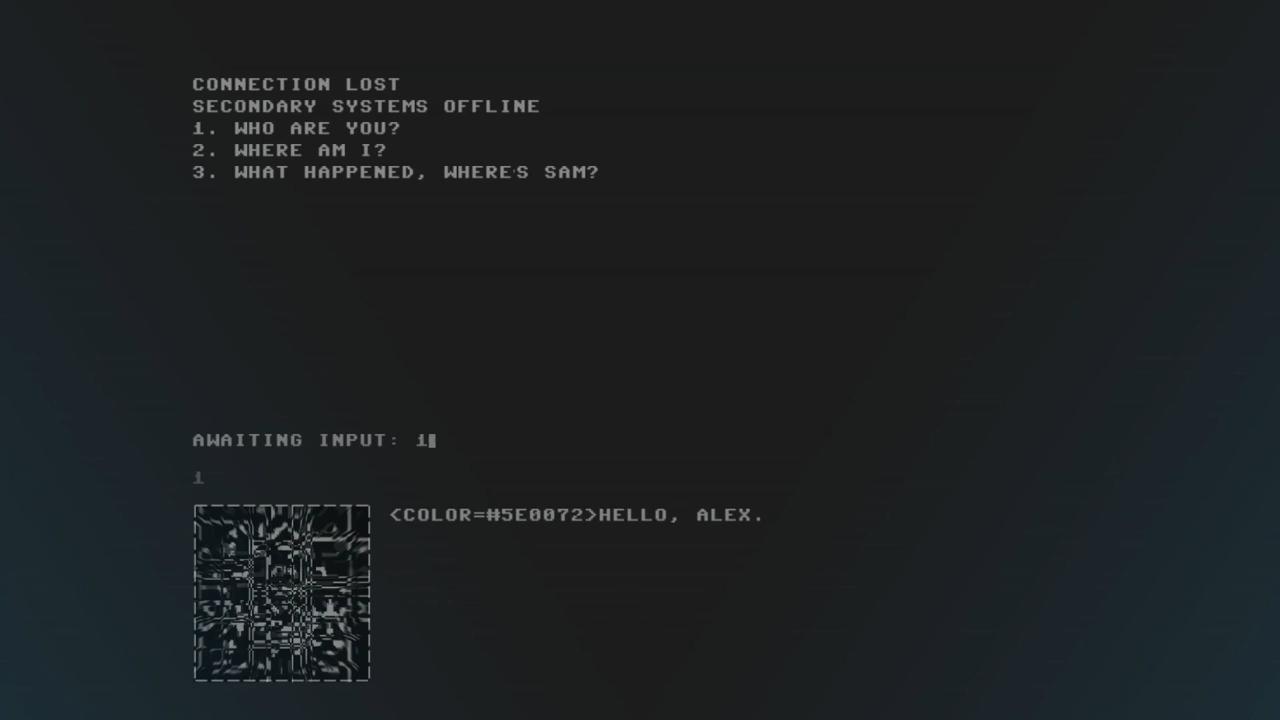 CONNECTION LOST
SECONDARY SYSTEMS OFFLINE
1. WHO ARE YOU?
2. WHERE AM I?
3. WHAT HAPPENED, WHERE'S SAM?
AWAITING INPUT: 1
1
<COLOR=#5E0072>HELLO, ALEX.